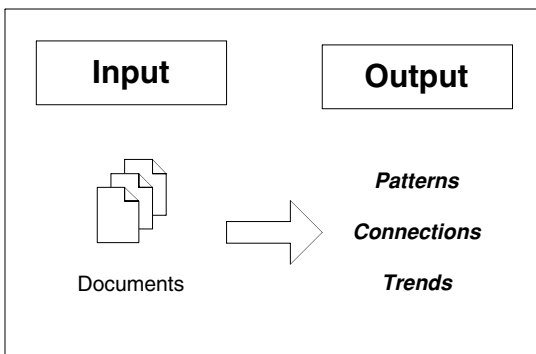 Input
Output
Documents
Patterns
Connections
Trends